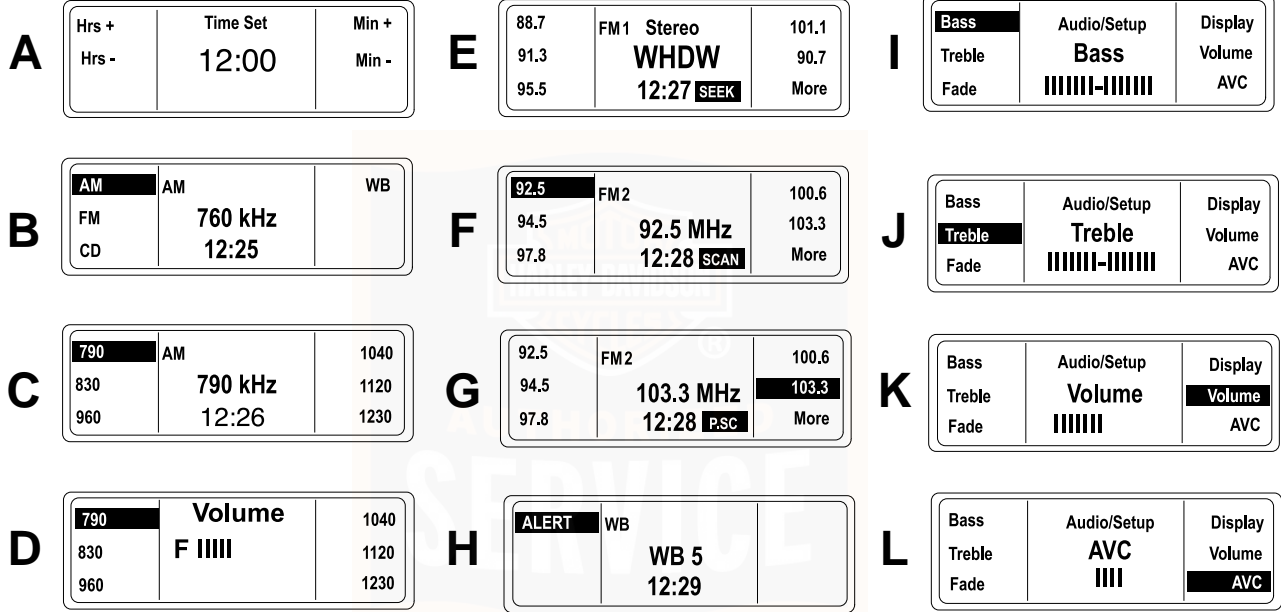 A
Hrs +
Time Set
Min +
Hrs -
12:00
Min -
B
AM
AM
WB
FM
760 kHz
CD
12:25
C
790
AM
1040
830
790 kHz
1120
960
12:26
1230
D
790
Volume
1040
830
F
1120
960
1230
E
88.7
FM1 Stereo
101.1
91.3
WHDW
90.7
95.5
12:27 SEEK
More
F
92.5
FM2
100.6
94.5
92.5 MHz
103.3
97.8
12:28 SCAN
More
G
92.5
FM2
100.6
94.5
103.3 MHz
103.3
97.8
12:28 P.SC
More
H
ALERT
WB
WB 5
12:29
I
Bass
Audio/Setup
Display
Treble
Bass
Volume
Fade
AVC
J
Bass
Audio/Setup
Display
Treble
Treble
Volume
Fade
AVC
K
Bass
Audio/Setup
Display
Treble
Volume
Volume
Fade
AVC
L
Bass
Audio/Setup
Display
Treble
AVC
Volume
Fade
AVC
MOTOR
HARLEY-DAVIDSON
CYCLES
®
AUTHORIZED
SERVICE